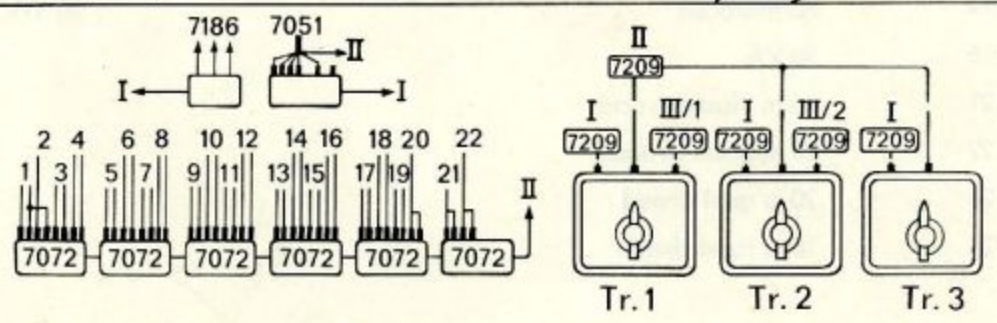 7186 7051
II
I I
II
7209
I III/1 I III/2 I
7209 7209 7209 7209 7209
2 4 6 8 10 12 14 16 18 20 22
1 3 5 7 9 11 13 15 17 19 21
II
7072 7072 7072 7072 7072 7072
Tr. 1 Tr. 2 Tr. 3